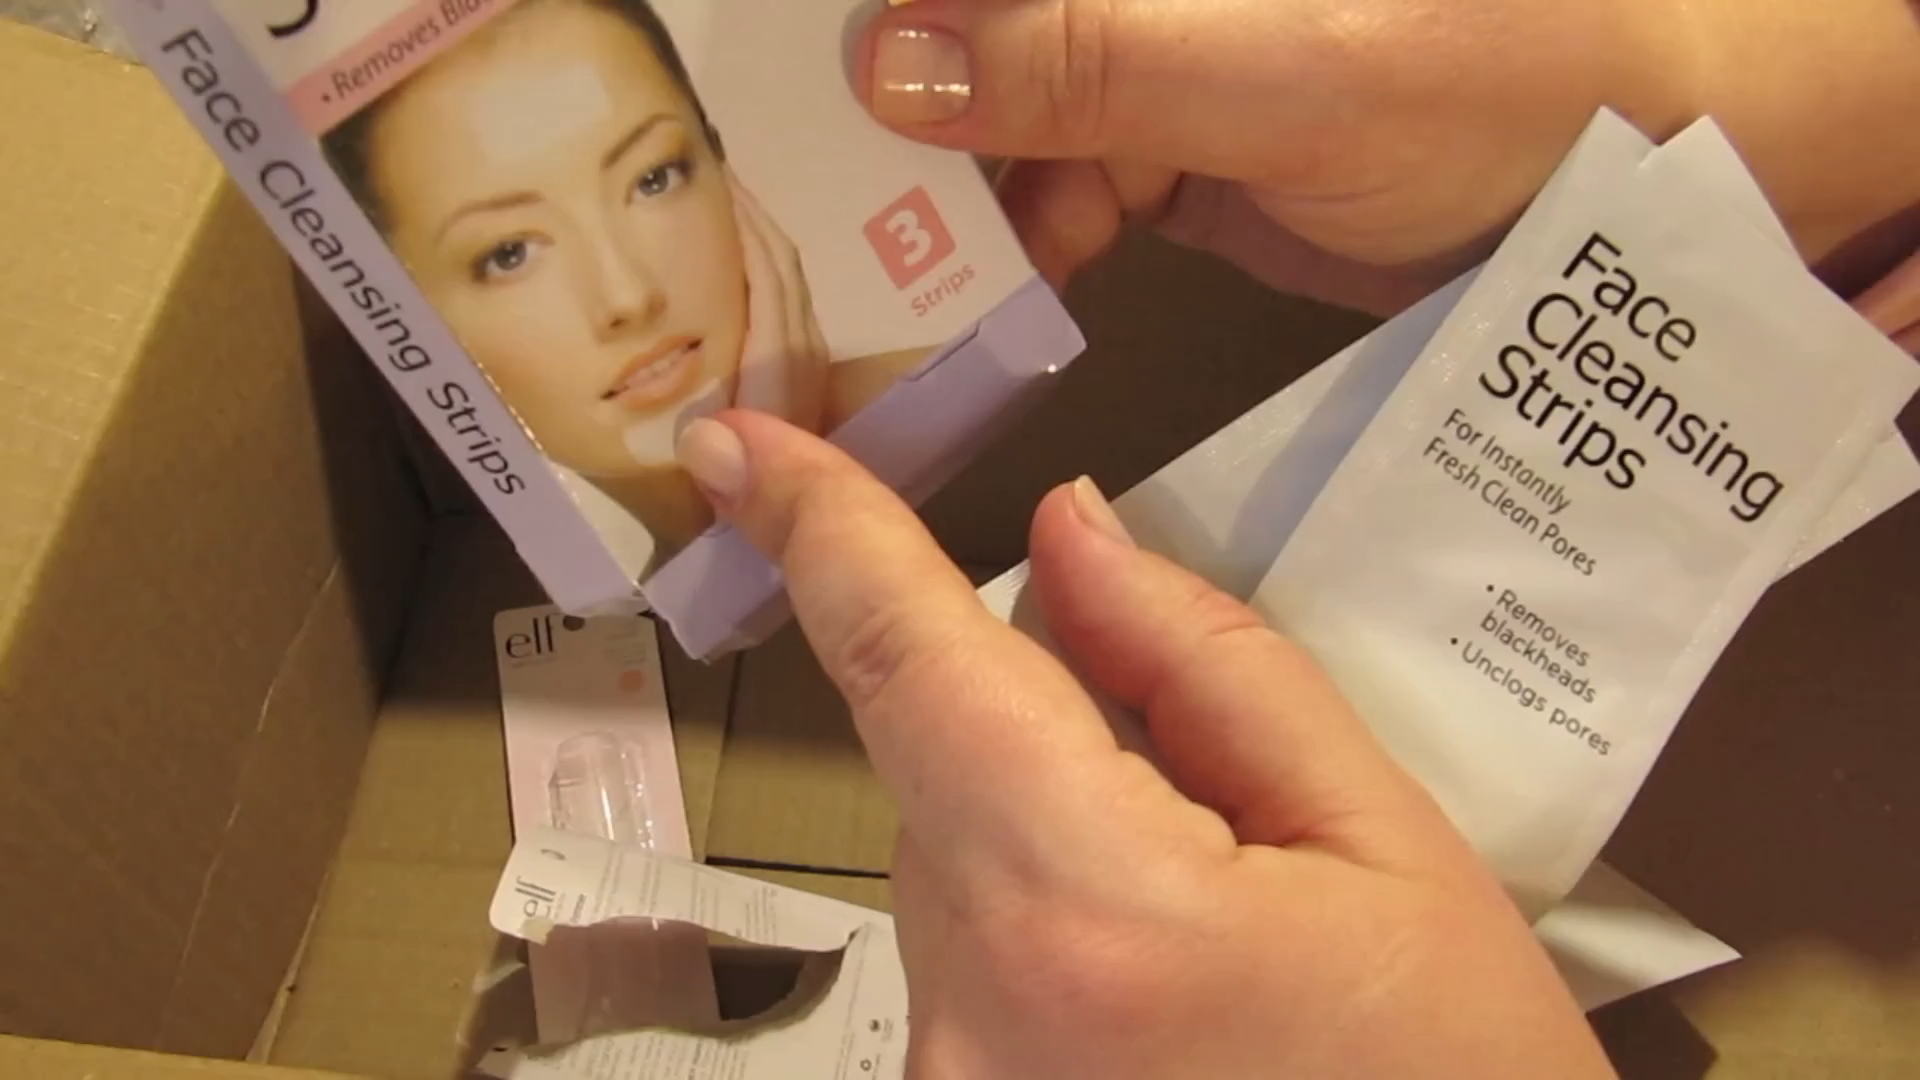 • Removes
Face Cleansing Strips
3
Strips
Face
Cleansing
Strips
For Instantly
Fresh Clean Pores
• Removes
blackheads
• Unclogs pores
elf
elf